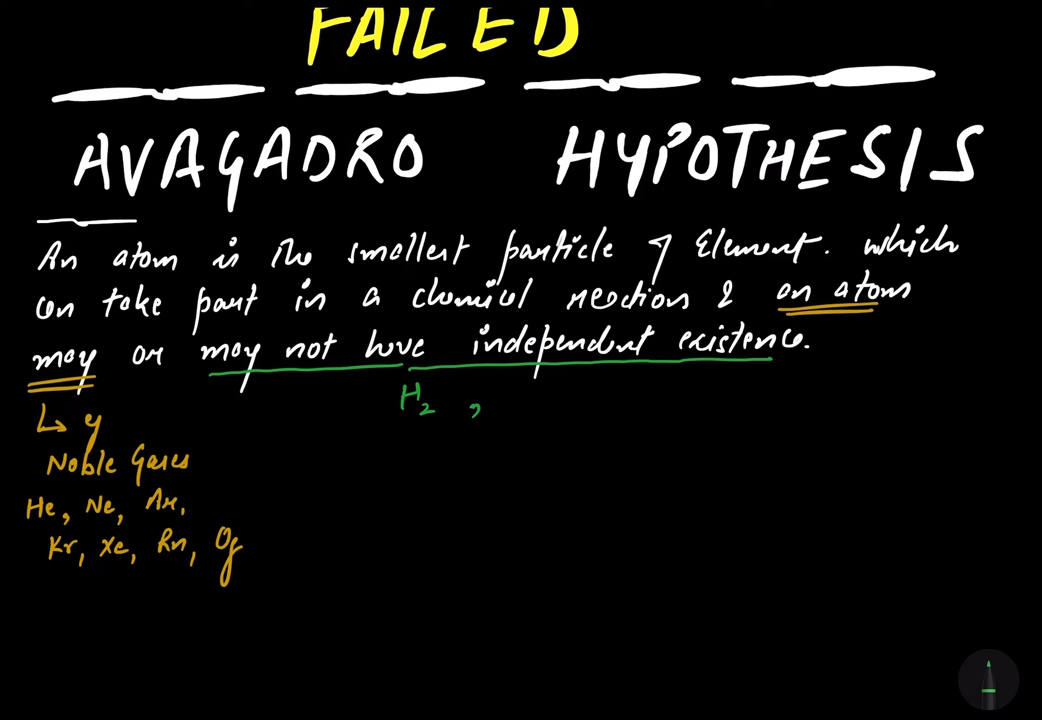 FAILED
AVAGADRO HYPOTHESIS
An atom is the smallest particle of Element. which
can take part in a chemical reaction & an atom
may or may not have independent existence.
H2 ,
↳ eg
Noble Gases
He, Ne, Ar,
Kr, Xe, Rn, Og